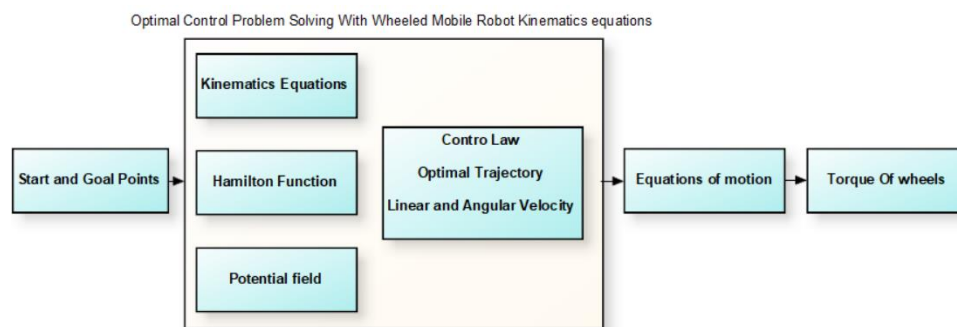 Optimal Control Problem Solving With Wheeled Mobile Robot Kinematics equations
Start and Goal Points
Kinematics Equations
Hamilton Function
Potential field
Contro Law
Optimal Trajectory
Linear and Angular Velocity
Equations of motion
Torque Of wheels